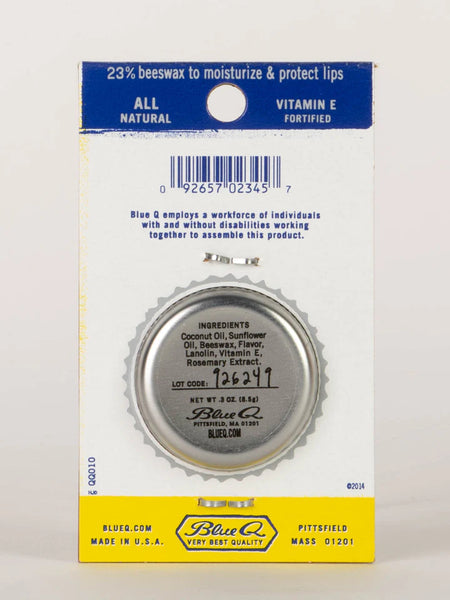 23% beeswax to moisturize & protect lips
ALL
NATURAL
VITAMIN E
FORTIFIED
0 92657 02345 7
Blue Q employs a workforce of individuals
with and without disabilities working
together to assemble this product.
INGREDIENTS
Coconut Oil, Sunflower
Oil, Beeswax, Flavor,
Lanolin, Vitamin E,
Rosemary Extract.
LOT CODE: 926249
NET WT .3 OZ. (8.5g)
Blue Q
PITTSFIELD, MA 01201
BLUEQ.COM
QQ010
©2014
BLUEQ.COM
MADE IN U.S.A.
Blue Q
VERY BEST QUALITY
PITTSFIELD
MASS 01201